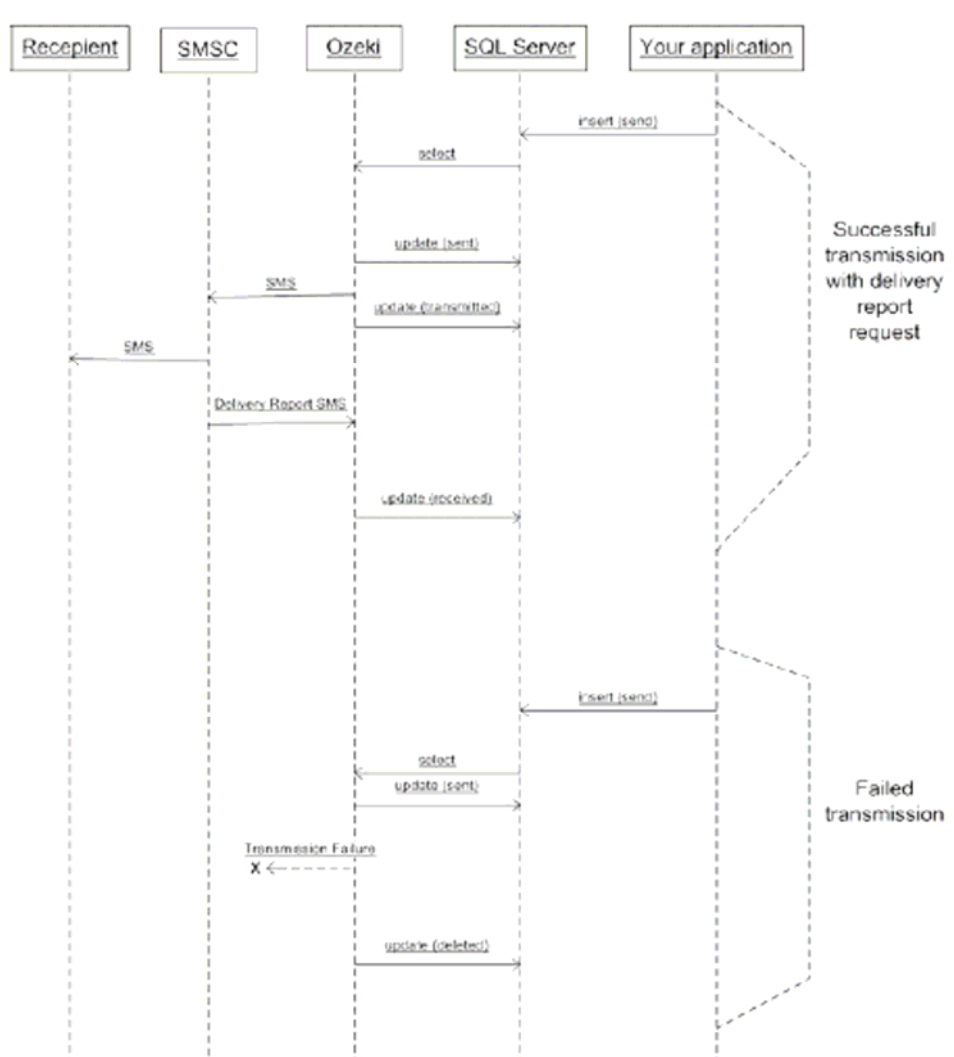 Recepient
SMSC
Ozeki
SQL Server
Your application
insert (send)
select
update (sent)
SMS
update (transmitted)
SMS
Delivery Report SMS
update (received)
Successful
transmission
with delivery
report
request
insert (send)
select
update (sent)
Transmission Failure
X
update (deleted)
Failed
transmission